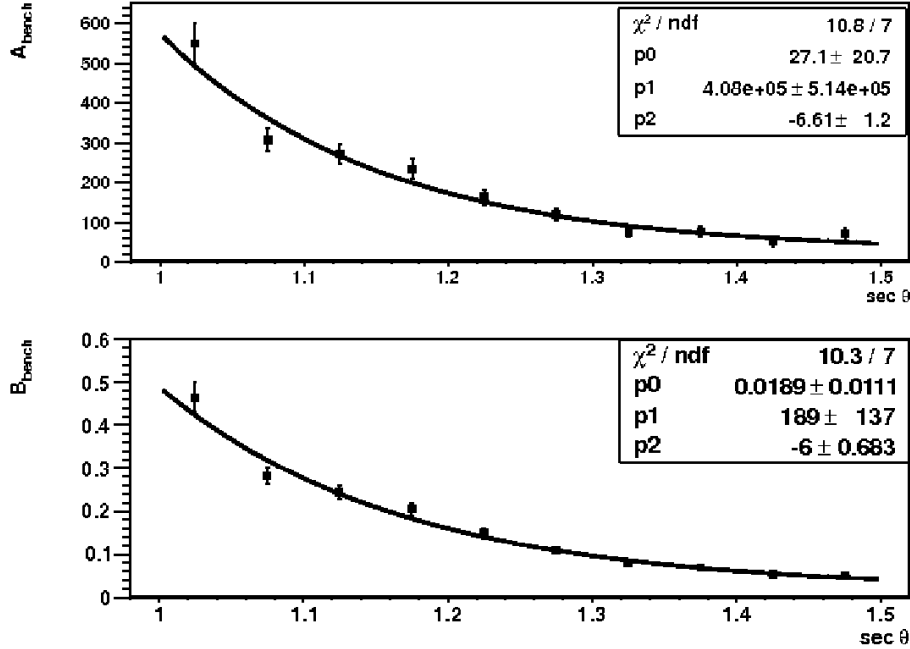 A_bench
600
500
400
300
200
100
0
χ² / ndf 10.8 / 7
p0 27.1 ± 20.7
p1 4.08e+05 ± 5.14e+05
p2 -6.61 ± 1.2
1 1.1 1.2 1.3 1.4 1.5
sec θ
B_bench
0.6
0.5
0.4
0.3
0.2
0.1
0
χ² / ndf 10.3 / 7
p0 0.0189 ± 0.0111
p1 189 ± 137
p2 -6 ± 0.683
1 1.1 1.2 1.3 1.4 1.5
sec θ